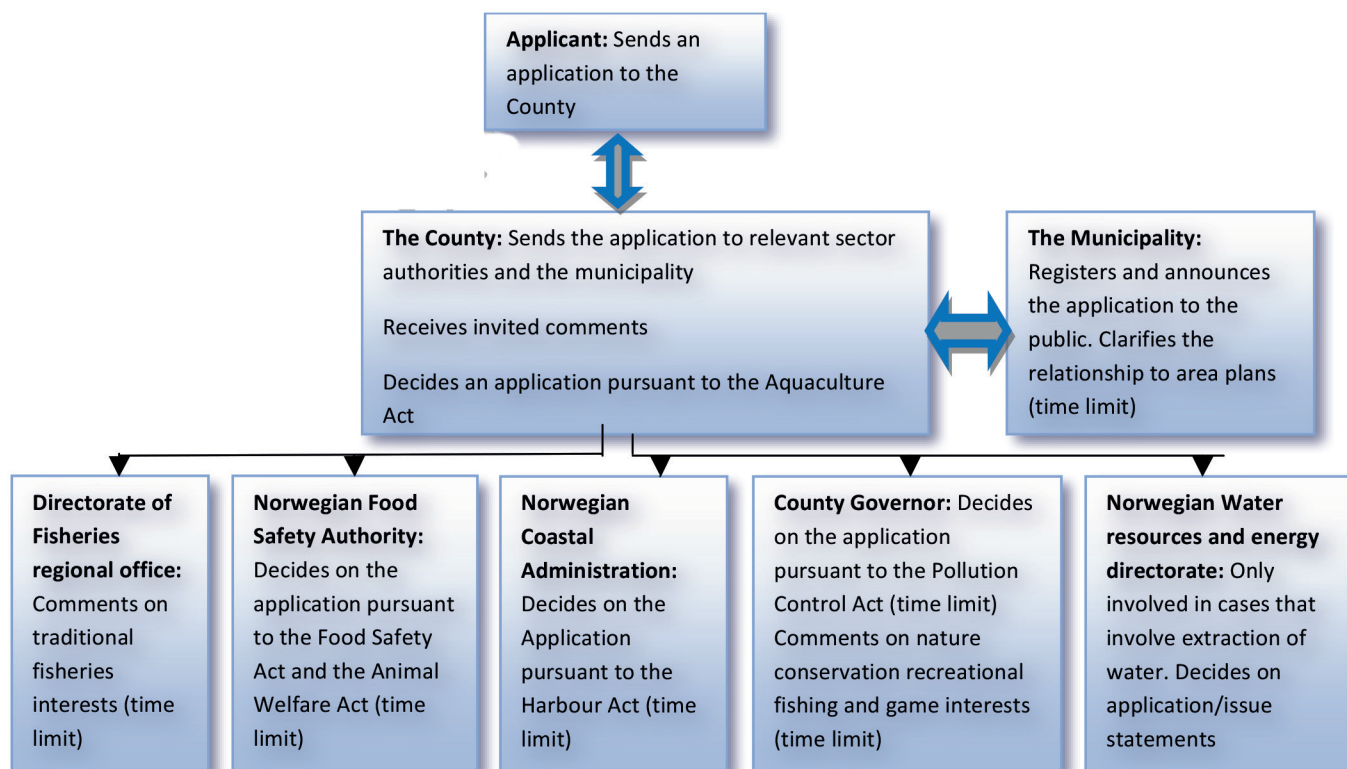 Applicant: Sends an
application to the
County
The County: Sends the application to relevant sector
authorities and the municipality
Receives invited comments
Decides an application pursuant to the Aquaculture
Act
The Municipality:
Registers and announces
the application to the
public. Clarifies the
relationship to area plans
(time limit)
Directorate of
Fisheries
regional office:
Comments on
traditional
fisheries
interests (time
limit)
Norwegian Food
Safety Authority:
Decides on the
application pursuant
to the Food Safety
Act and the Animal
Welfare Act (time
limit)
Norwegian
Coastal
Administration:
Decides on the
Application
pursuant to the
Harbour Act (time
limit)
County Governor: Decides
on the application
pursuant to the Pollution
Control Act (time limit)
Comments on nature
conservation recreational
fishing and game interests
(time limit)
Norwegian Water
resources and energy
directorate: Only
involved in cases that
involve extraction of
water. Decides on
application/issue
statements